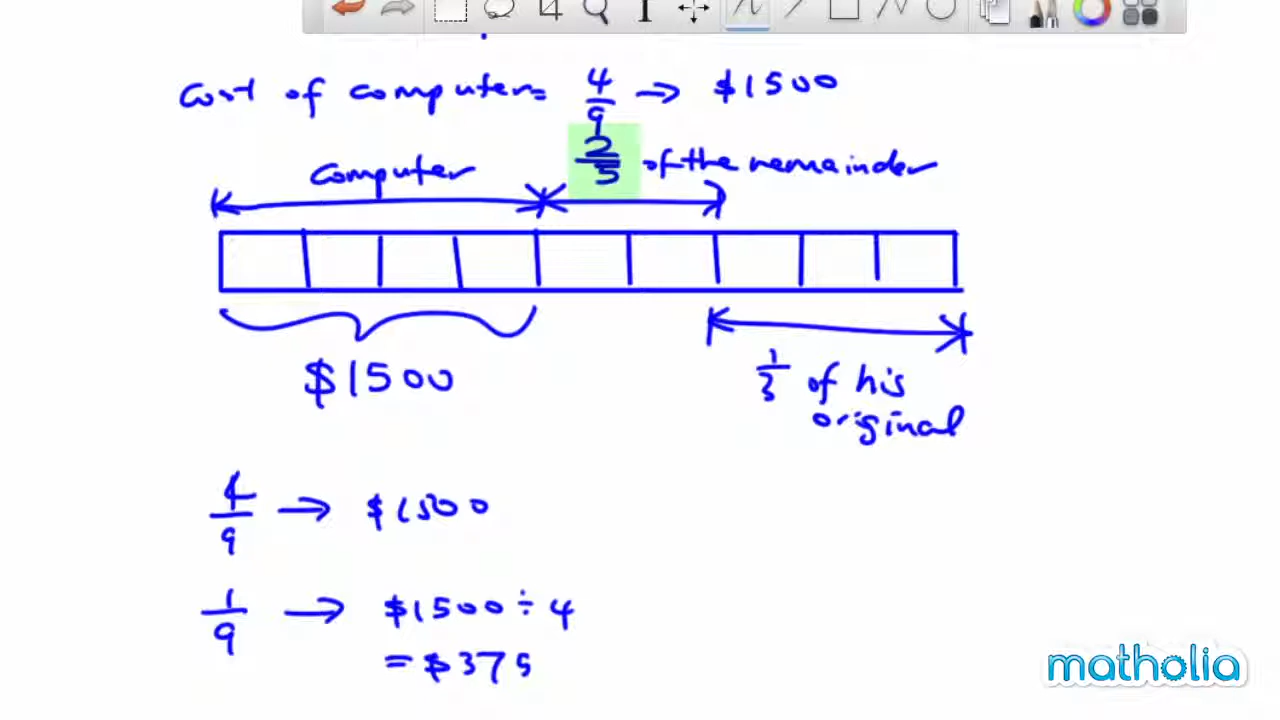 Cost of computer = 4/9 → $1500
2/5 of the remainder
Computer
$1500
1/3 of his
original
4/9 → $1500
1/9 → $1500 ÷ 4
= $375
matholia